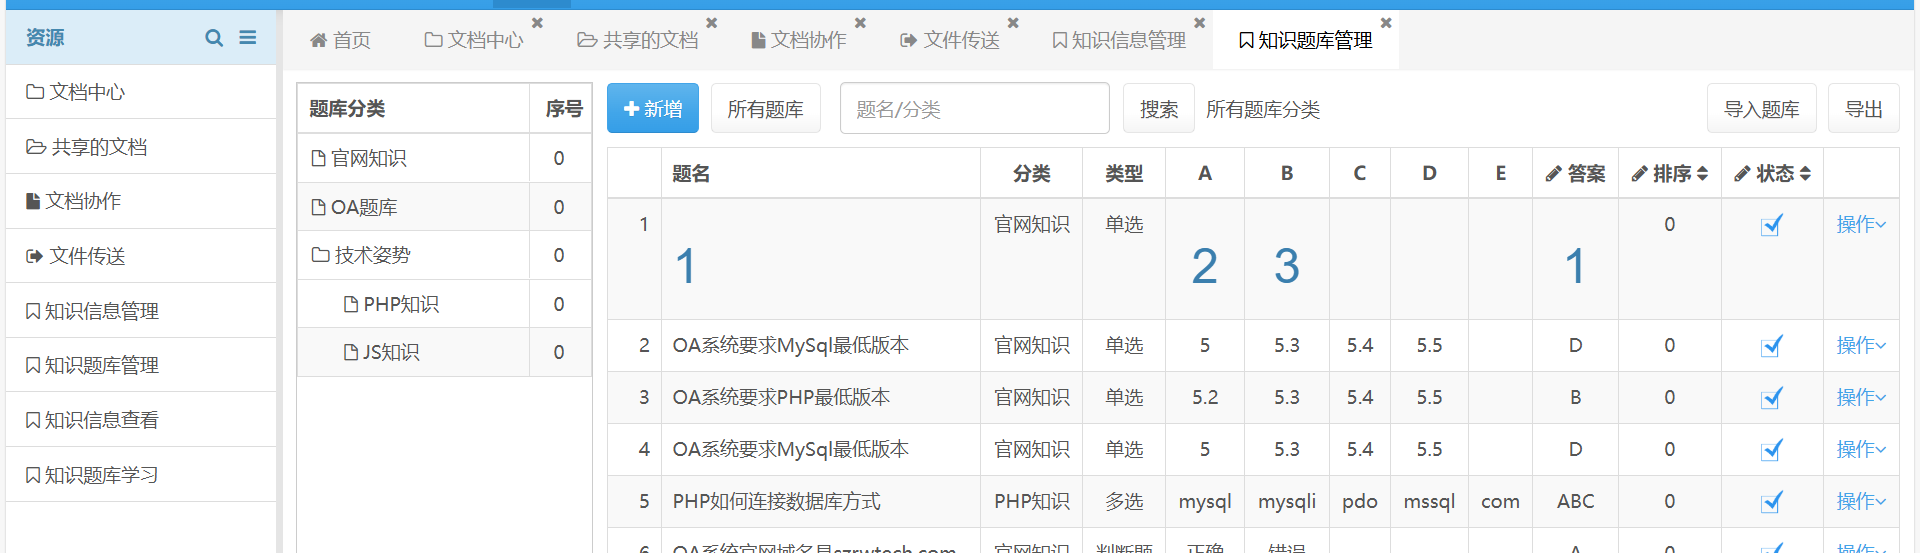 资源
文档中心
共享的文档
文档协作
文件传送
知识信息管理
知识题库管理
知识信息查看
知识题库学习
首页 文档中心 共享的文档 文档协作 文件传送 知识信息管理 知识题库管理
题库分类 序号
官网知识 0
OA题库 0
技术姿势 0
PHP知识 0
JS知识 0
新增 所有题库 题名/分类 搜索 所有题库分类 导入题库 导出
题名 分类 类型 A B C D E 答案 排序 状态
1 1 官网知识 单选 2 3 1 0 操作
2 OA系统要求MySql最低版本 官网知识 单选 5 5.3 5.4 5.5 D 0 操作
3 OA系统要求PHP最低版本 官网知识 单选 5.2 5.3 5.4 5.5 B 0 操作
4 OA系统要求MySql最低版本 官网知识 单选 5 5.3 5.4 5.5 D 0 操作
5 PHP如何连接数据库方式 PHP知识 多选 mysql mysqli pdo mssql com ABC 0 操作
6 OA系统官网域名是szrwtech.com 官网知识 判断题 正确 错误 A 0 操作